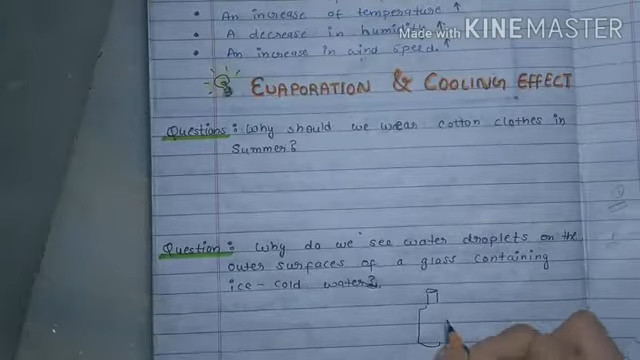 • An increase of temperature ↑
• A decrease in humidity ↑
• An increase in wind speed. ↑
Made with KINEMASTER
EVAPORATION & COOLING EFFECT
Questions: Why should we wear cotton clothes in
Summer?
Question: Why do we see water droplets on the
outer surfaces of a glass containing
ice-cold water?